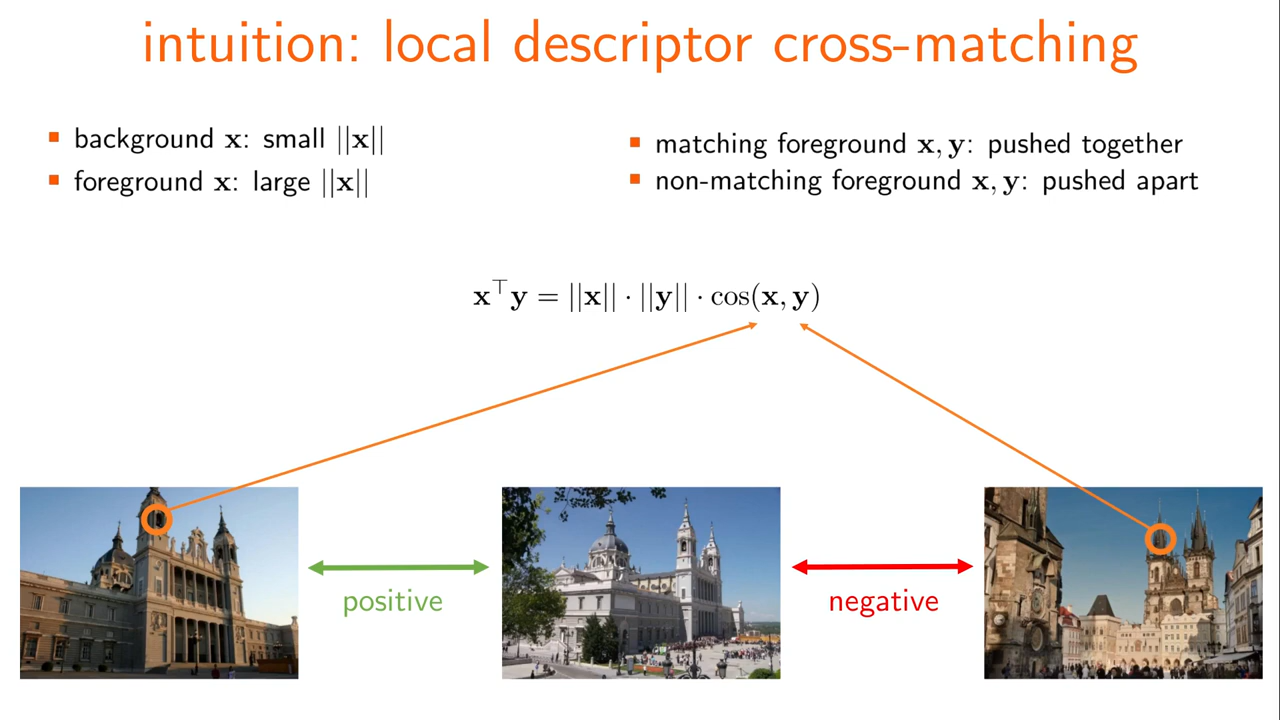 intuition: local descriptor cross-matching
background x: small ||x||
foreground x: large ||x||
matching foreground x, y: pushed together
non-matching foreground x, y: pushed apart
x⊤y = ||x|| · ||y|| · cos(x, y)
positive
negative